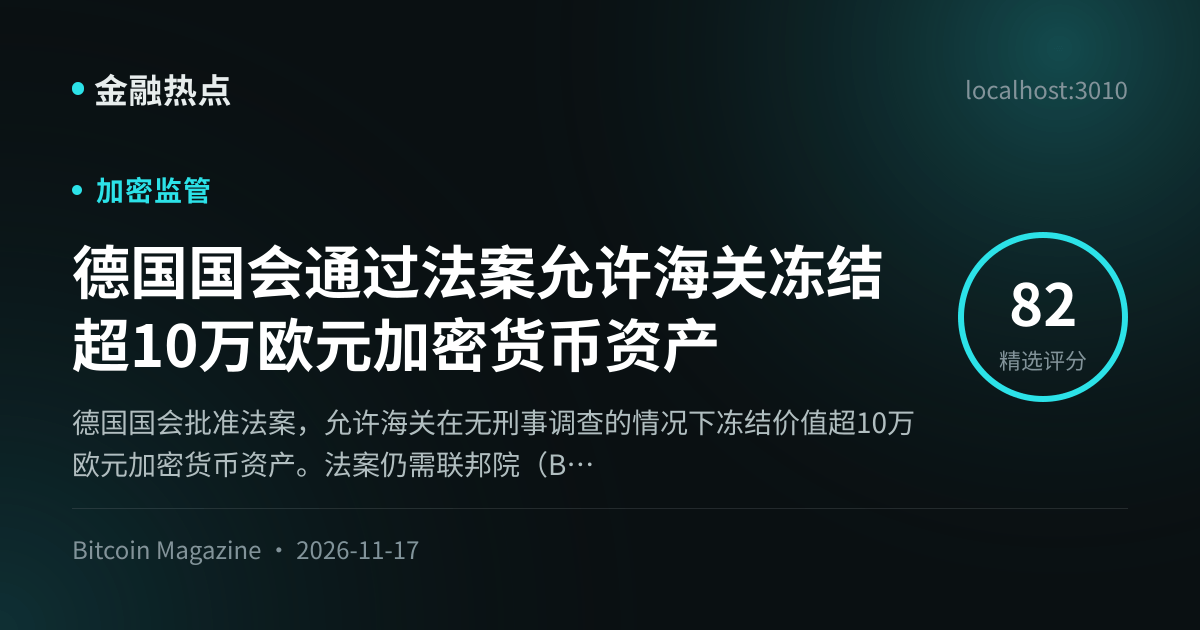 金融热点
localhost:3010
加密监管
德国国会通过法案允许海关冻结
超10万欧元加密货币资产
82
精选评分
德国国会批准法案，允许海关在无刑事调查的情况下冻结价值超10万
欧元加密货币资产。法案仍需联邦院（B…
Bitcoin Magazine · 2026-11-17